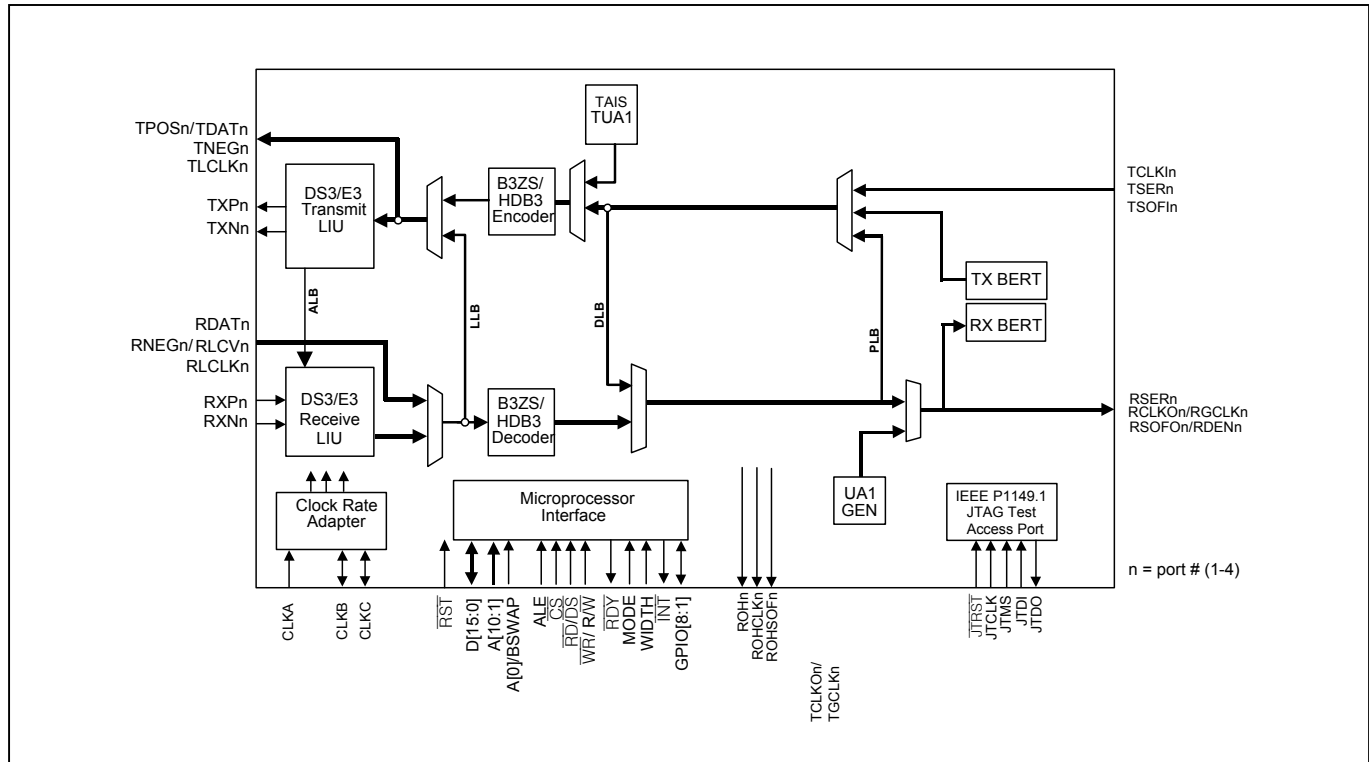 TAIS
TUA1
TPOSn/TDATn
TNEGn
TLCLKn
TXPn
TXNn
DS3/E3
Transmit
LIU
B3ZS/
HDB3
Encoder
TCLKIn
TSERn
TSOFIn
TX BERT
RX BERT
ALB
LLB
DLB
PLB
RDATn
RNEGn/RLCVn
RLCLKn
RXPn
RXNn
DS3/E3
Receive
LIU
B3ZS/
HDB3
Decoder
RSERn
RCLKOn/RGCLKn
RSOFOn/RDENn
Clock Rate
Adapter
Microprocessor
Interface
UA1
GEN
IEEE P1149.1
JTAG Test
Access Port
n = port # (1-4)
CLKA
CLKB
CLKC
RST
D[15:0]
A[10:1]
A[0]/BSWAP
ALE
CS
RD/DS
WR/ R/W
RDY
MODE
WIDTH
INT
GPIO[8:1]
ROHn
ROHCLKn
ROHSOFn
TCLKOn/
TGCLKn
JTRST
JTCLK
JTMS
JTDI
JTDO